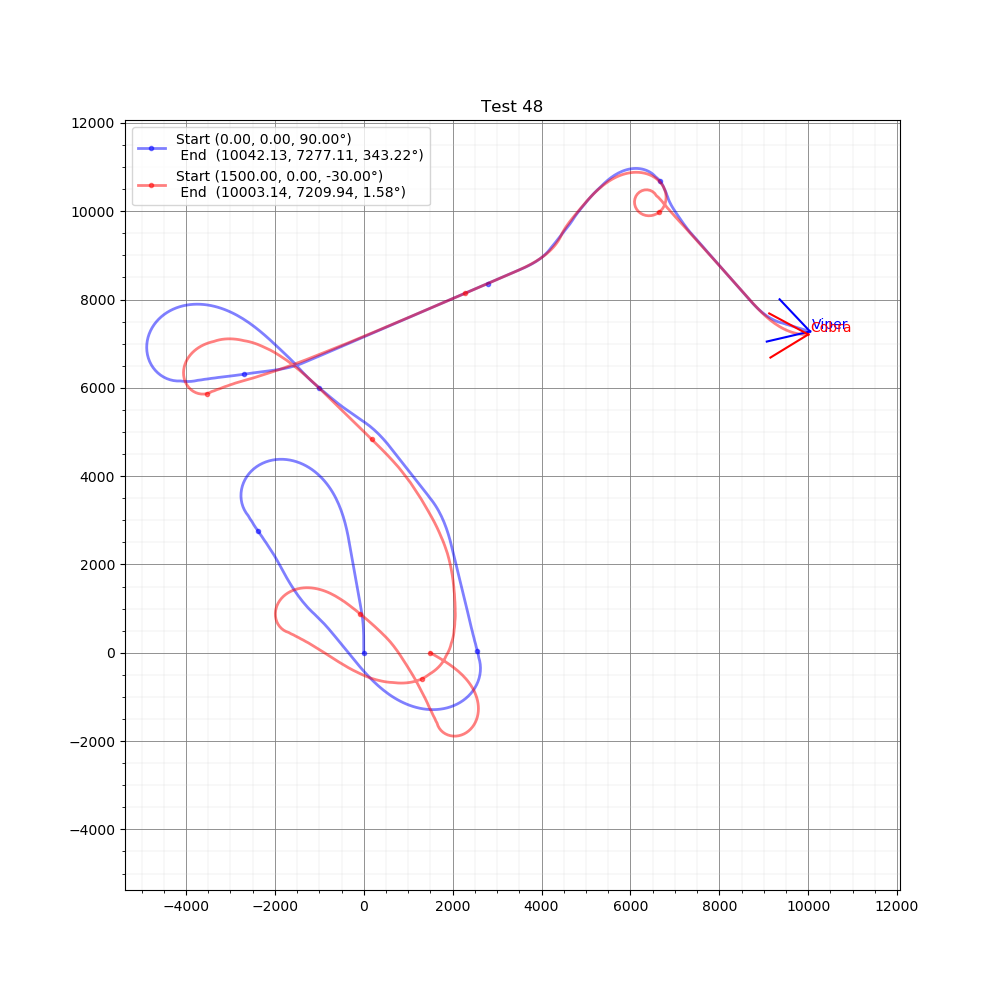 Test 48
Start (0.00, 0.00, 90.00°)
End (10042.13, 7277.11, 343.22°)
Start (1500.00, 0.00, -30.00°)
End (10003.14, 7209.94, 1.58°)
12000
10000
8000
6000
4000
2000
0
−2000
−4000
Viper
Cobra
−4000 −2000 0 2000 4000 6000 8000 10000 12000